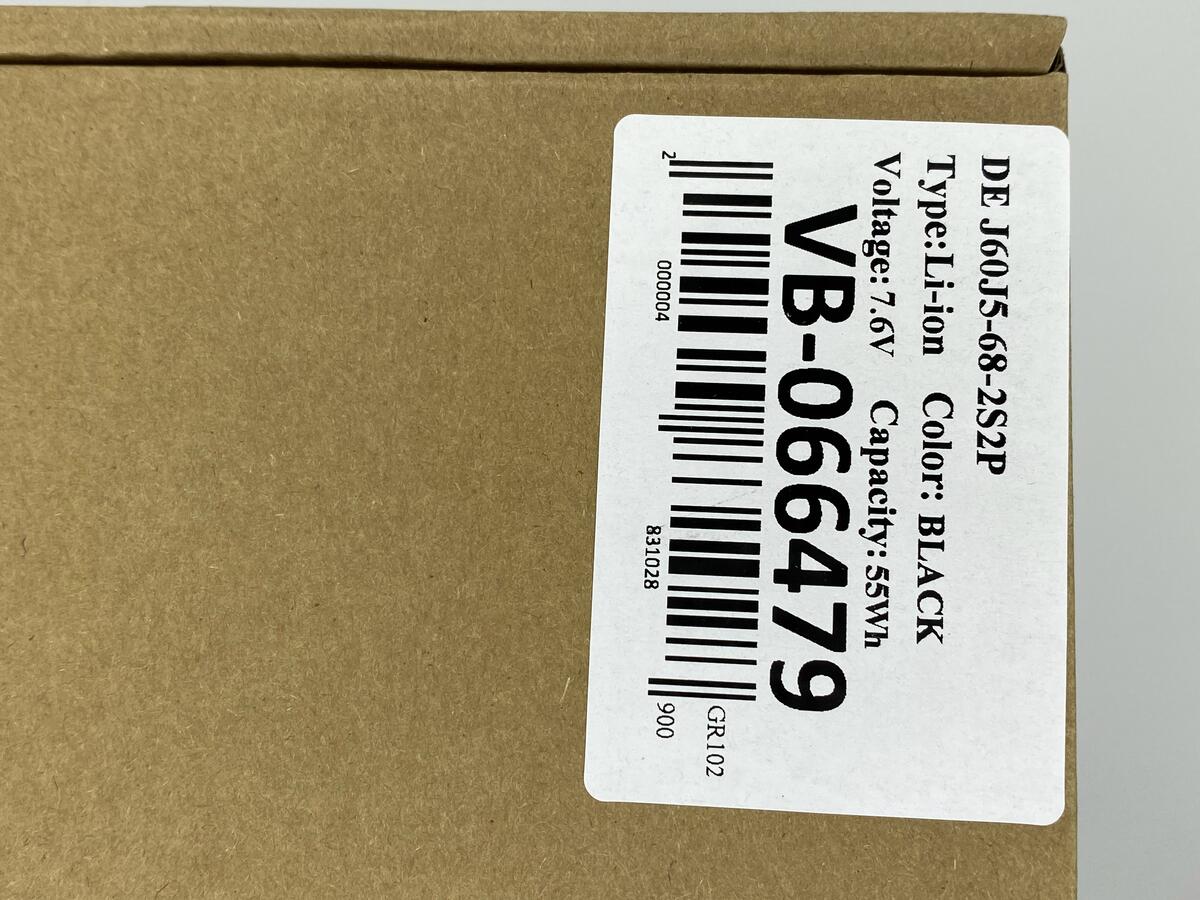 DE J60J5-68-2S2P
Type:Li-ion Color: BLACK
Voltage: 7.6V Capacity: 55Wh
VB-066479
GR102
2 000004 831028 900